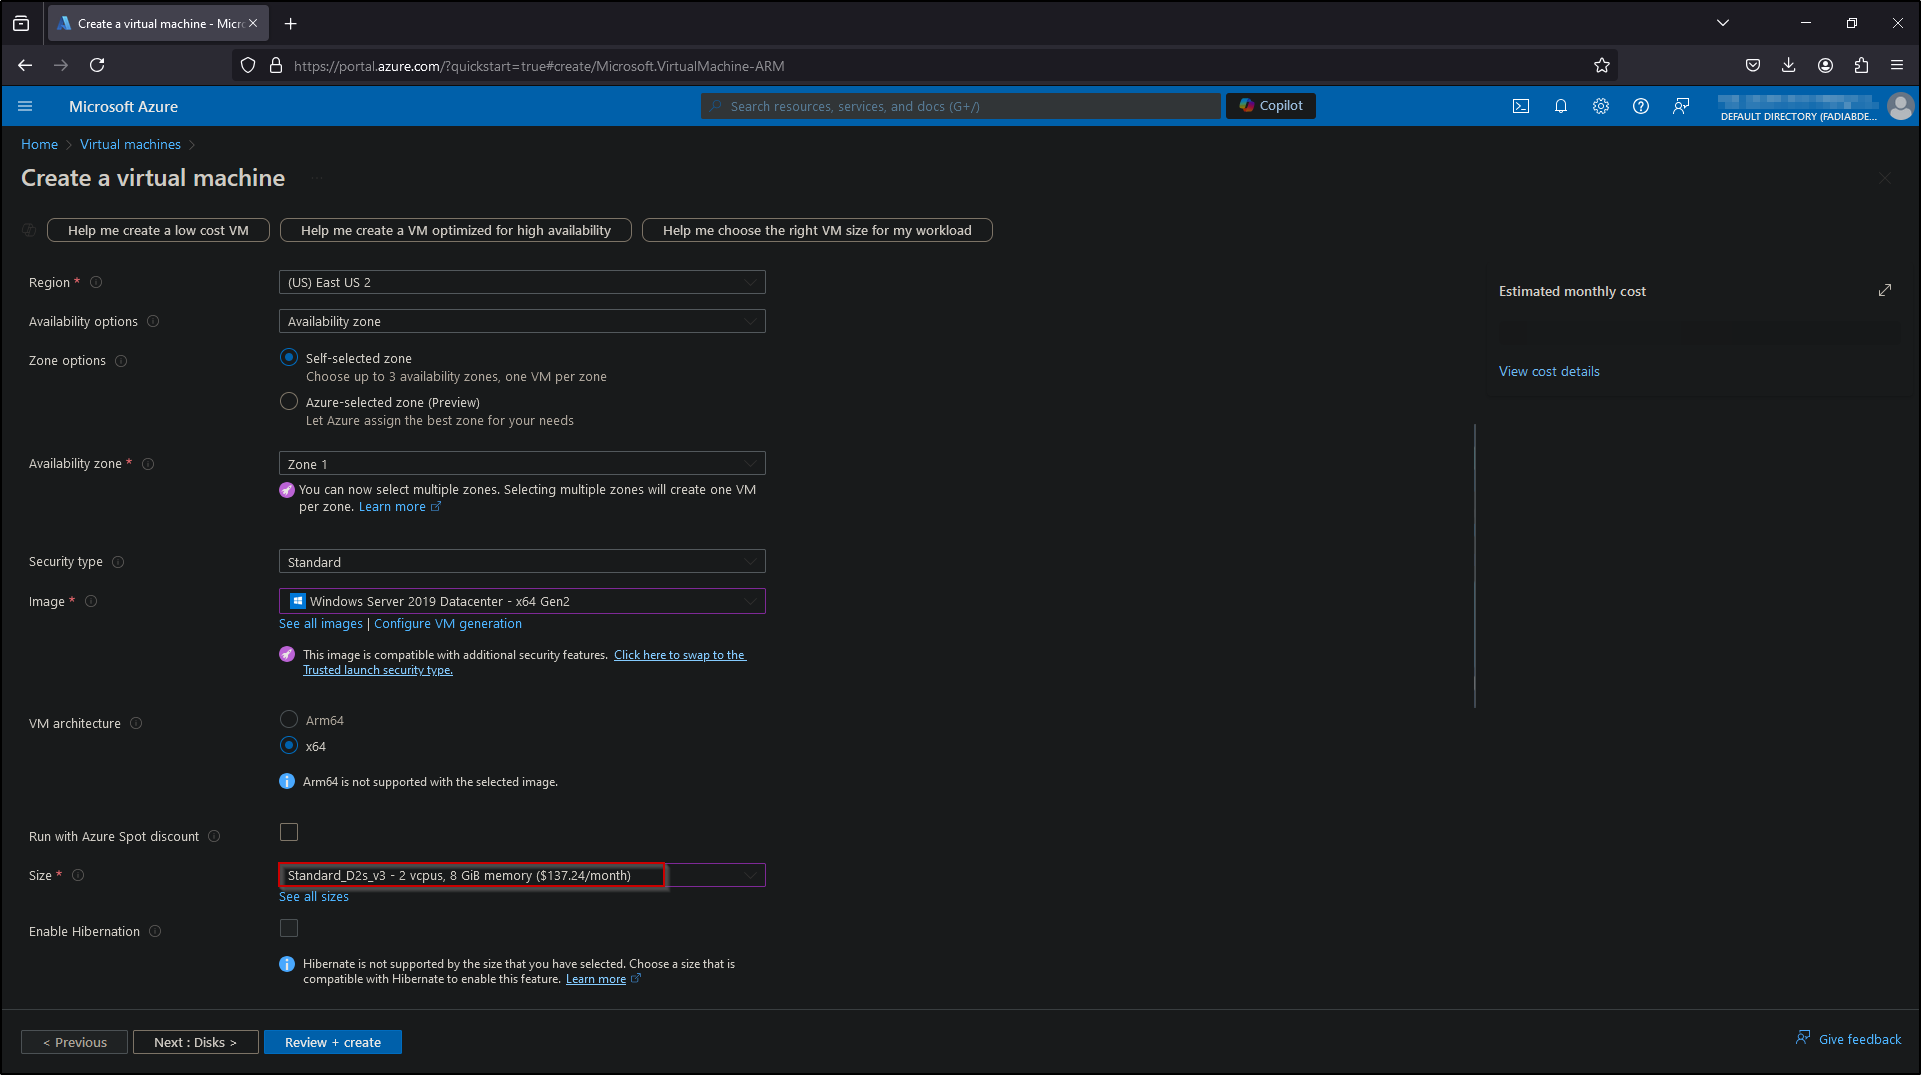 Create a virtual machine - Micr
https://portal.azure.com/?quickstart=true#create/Microsoft.VirtualMachine-ARM
Microsoft Azure
Search resources, services, and docs (G+/)
Copilot
DEFAULT DIRECTORY (FADIABDE...
Home > Virtual machines >
Create a virtual machine ...
Help me create a low cost VM
Help me create a VM optimized for high availability
Help me choose the right VM size for my workload
Region *
(US) East US 2
Availability options
Availability zone
Zone options
Self-selected zone
Choose up to 3 availability zones, one VM per zone
Azure-selected zone (Preview)
Let Azure assign the best zone for your needs
Availability zone *
Zone 1
You can now select multiple zones. Selecting multiple zones will create one VM
per zone. Learn more
Security type
Standard
Image *
Windows Server 2019 Datacenter - x64 Gen2
See all images | Configure VM generation
This image is compatible with additional security features. Click here to swap to the
Trusted launch security type.
VM architecture
Arm64
x64
Arm64 is not supported with the selected image.
Run with Azure Spot discount
Size *
Standard_D2s_v3 - 2 vcpus, 8 GiB memory ($137.24/month)
See all sizes
Enable Hibernation
Hibernate is not supported by the size that you have selected. Choose a size that is
compatible with Hibernate to enable this feature. Learn more
Estimated monthly cost
View cost details
< Previous
Next : Disks >
Review + create
Give feedback